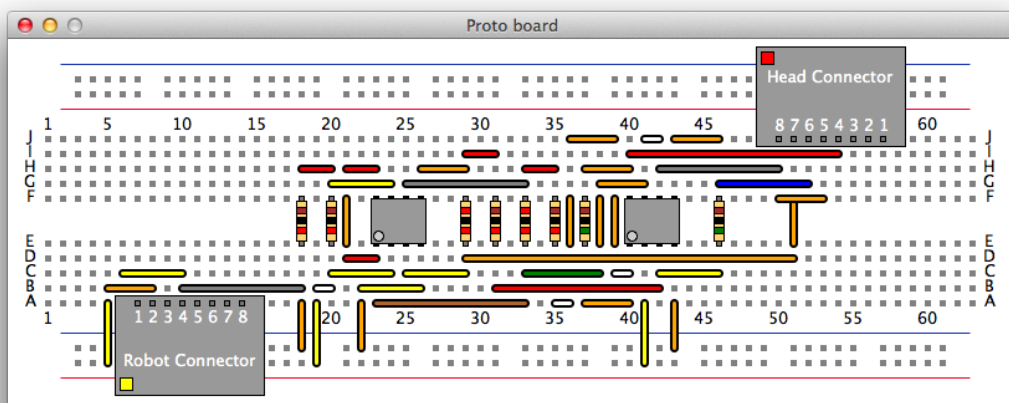 Proto board
Head Connector
8 7 6 5 4 3 2 1
1 5 10 15 20 25 30 35 40 45 60
J J
I I
H H
G G
F F
E E
D D
C C
B B
A A
1 2 3 4 5 6 7 8
1 20 25 30 35 40 45 50 55 60
Robot Connector